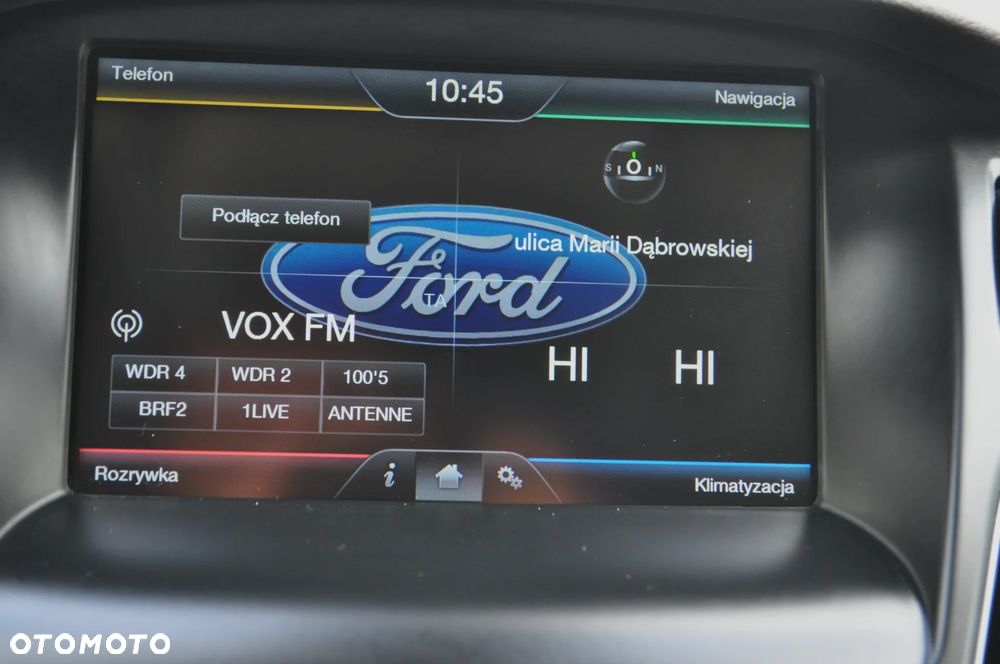 Telefon
10:45
Nawigacja
S O N
Podłącz telefon
ulica Marii Dąbrowskiej
Ford
TA
VOX FM
HI HI
WDR 4 WDR 2 100'5
BRF2 1LIVE ANTENNE
Rozrywka
i
Klimatyzacja
OTOMOTO